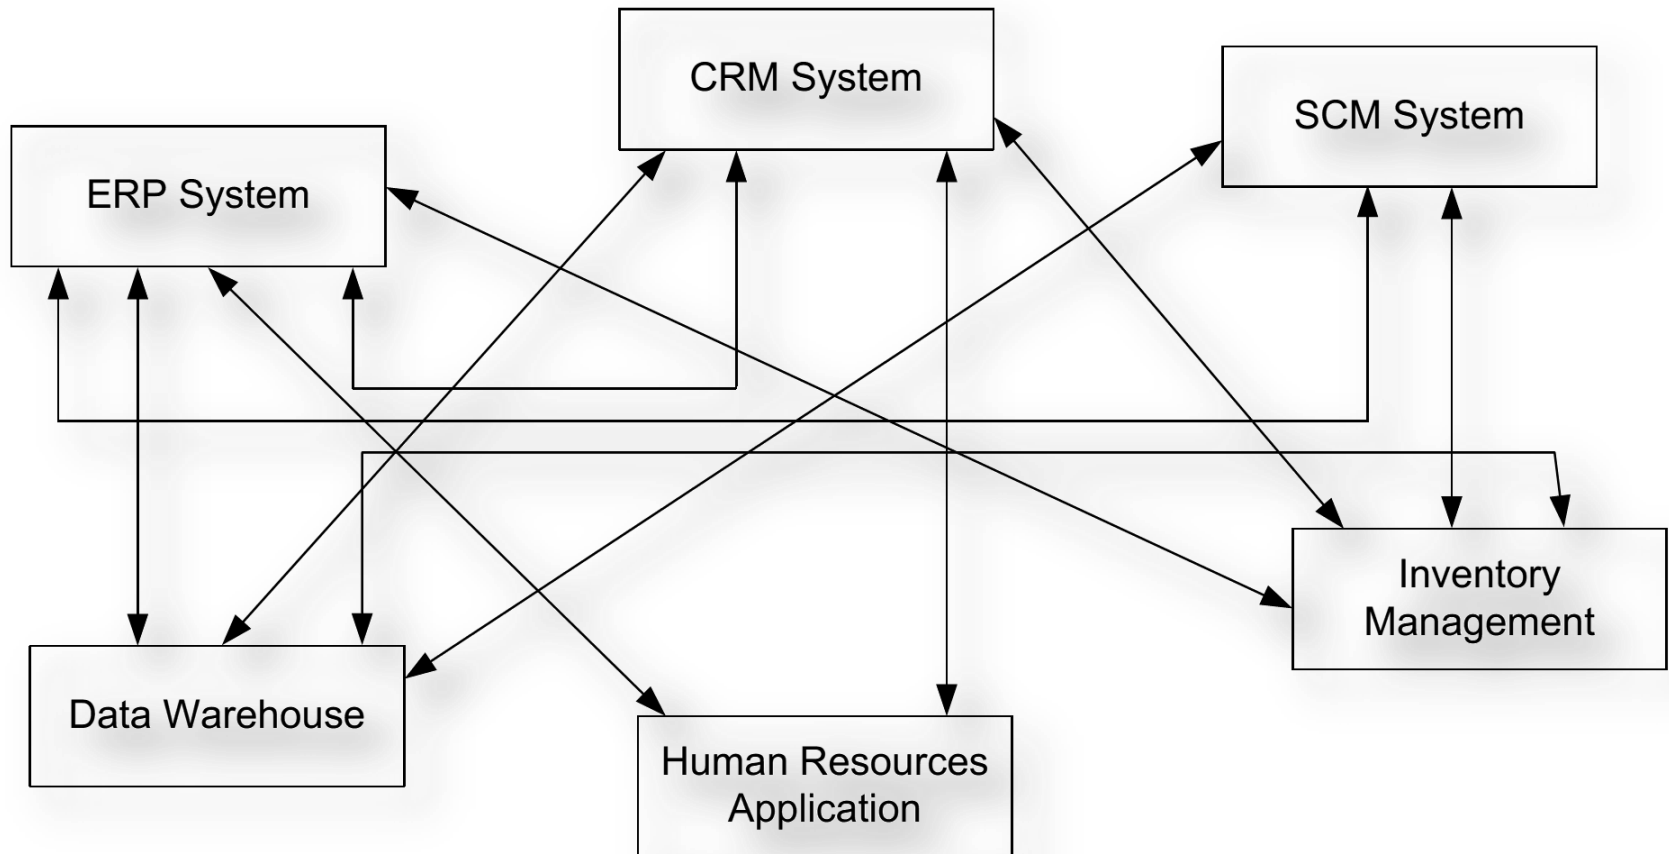 CRM System
SCM System
ERP System
Inventory
Management
Data Warehouse
Human Resources
Application